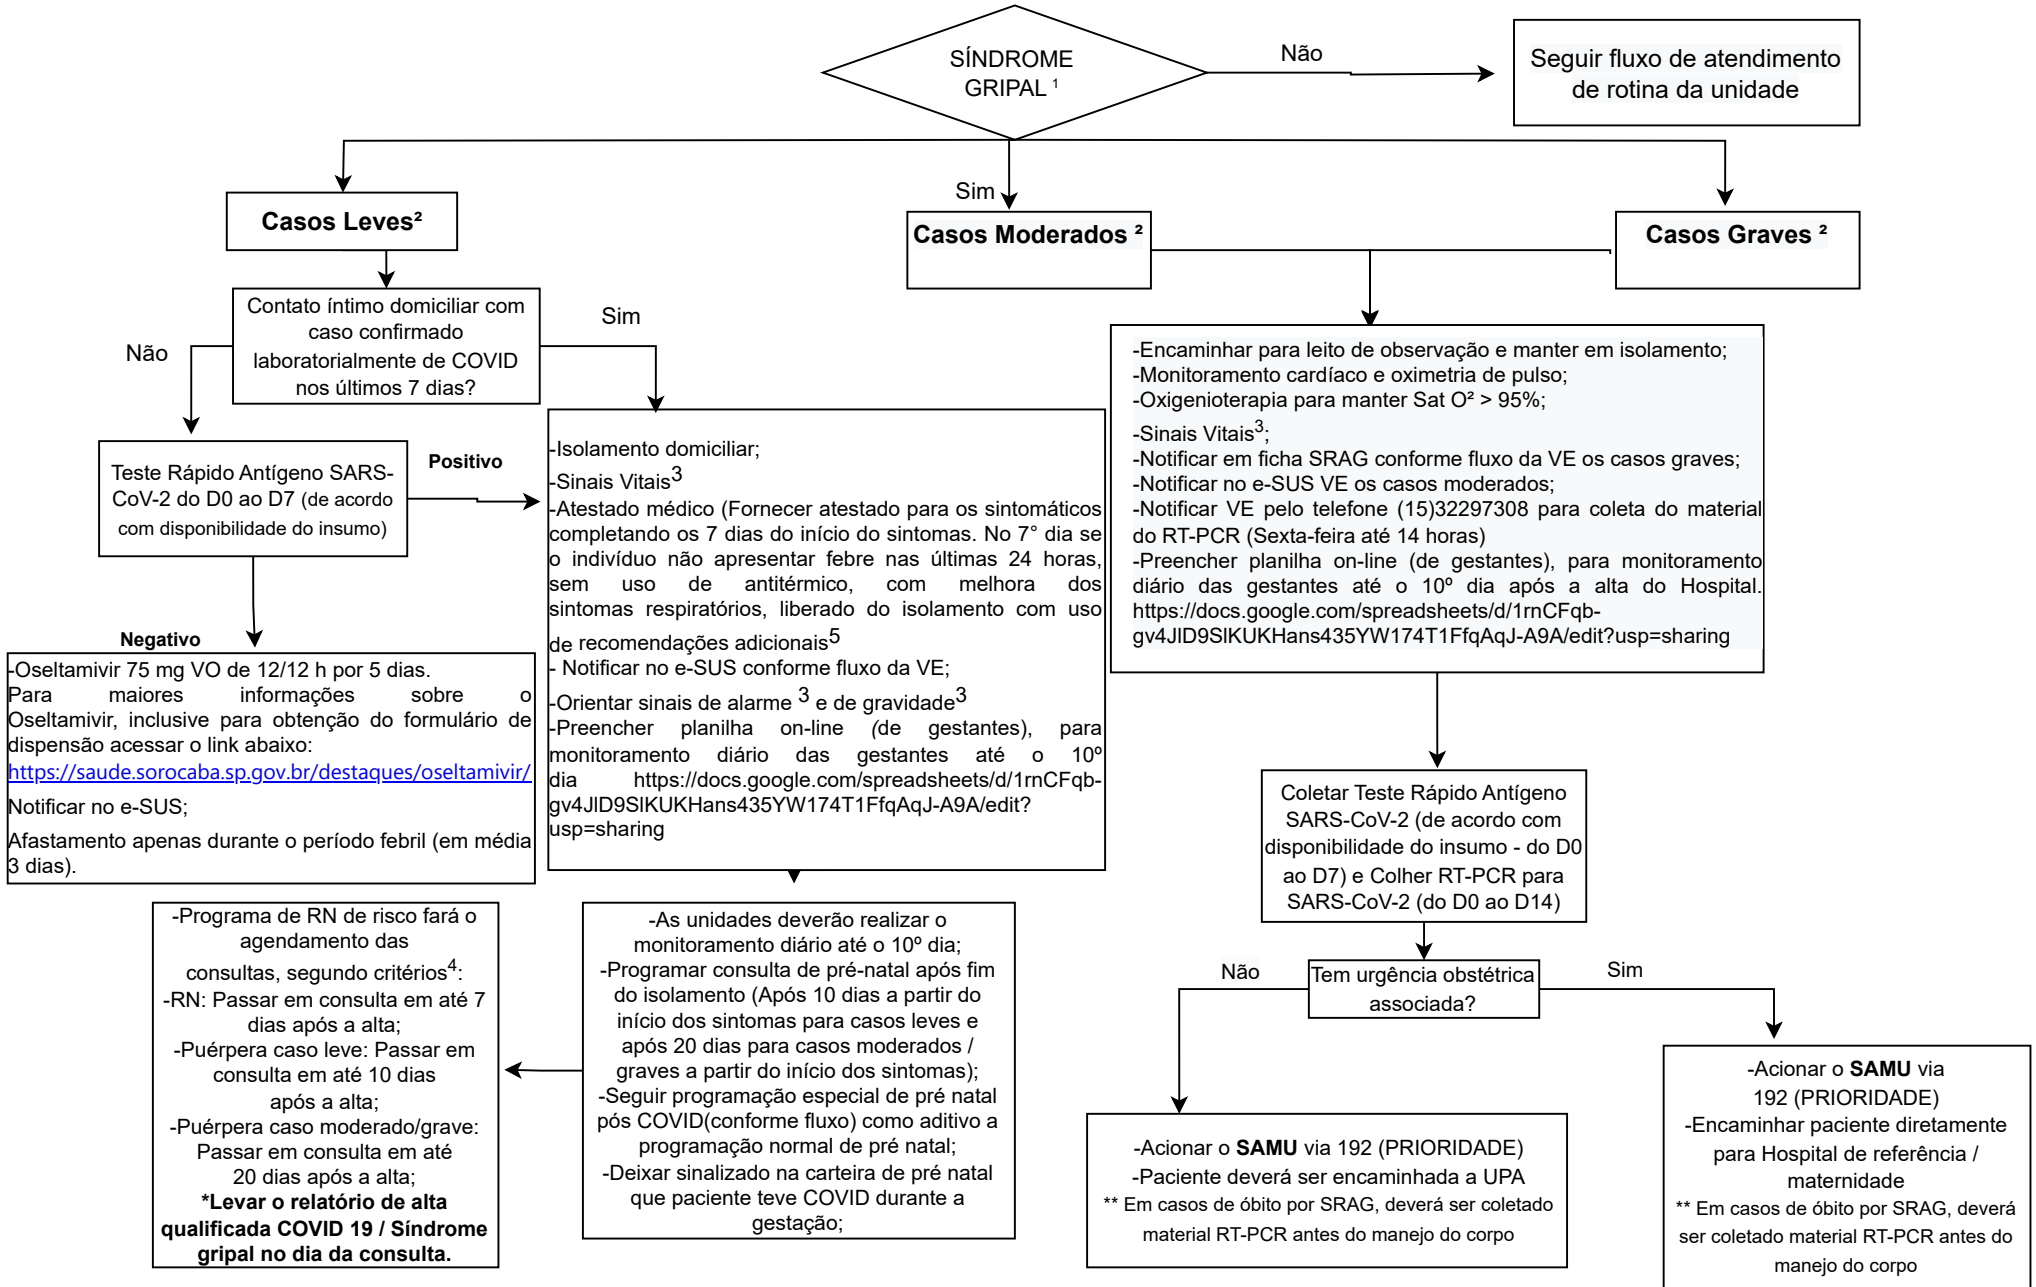 SÍNDROME
GRIPAL ¹
Não
Seguir fluxo de atendimento
de rotina da unidade
Sim
Casos Leves²
Casos Moderados ²
Casos Graves ²
Contato íntimo domiciliar com
caso confirmado
laboratorialmente de COVID
nos últimos 7 dias?
Não
Sim
Teste Rápido Antígeno SARS-
CoV-2 do D0 ao D7 (de acordo
com disponibilidade do insumo)
Positivo
Negativo
-Oseltamivir 75 mg VO de 12/12 h por 5 dias.
Para maiores informações sobre o
Oseltamivir, inclusive para obtenção do formulário de
dispensão acessar o link abaixo:
https://saude.sorocaba.sp.gov.br/destaques/oseltamivir/
Notificar no e-SUS;
Afastamento apenas durante o período febril (em média
3 dias).
-Isolamento domiciliar;
-Sinais Vitais³
-Atestado médico (Fornecer atestado para os sintomáticos
completando os 7 dias do início do sintomas. No 7° dia se
o indivíduo não apresentar febre nas últimas 24 horas,
sem uso de antitérmico, com melhora dos
sintomas respiratórios, liberado do isolamento com uso
de recomendações adicionais⁵
- Notificar no e-SUS conforme fluxo da VE;
-Orientar sinais de alarme ³ e de gravidade³
-Preencher planilha on-line (de gestantes), para
monitoramento diário das gestantes até o 10º
dia https://docs.google.com/spreadsheets/d/1rnCFqb-
gv4JlD9SlKUKHans435YW174T1FfqAqJ-A9A/edit?
usp=sharing
-Encaminhar para leito de observação e manter em isolamento;
-Monitoramento cardíaco e oximetria de pulso;
-Oxigenioterapia para manter Sat O² > 95%;
-Sinais Vitais³;
-Notificar em ficha SRAG conforme fluxo da VE os casos graves;
-Notificar no e-SUS VE os casos moderados;
-Notificar VE pelo telefone (15)32297308 para coleta do material
do RT-PCR (Sexta-feira até 14 horas)
-Preencher planilha on-line (de gestantes), para monitoramento
diário das gestantes até o 10º dia após a alta do Hospital.
https://docs.google.com/spreadsheets/d/1rnCFqb-
gv4JlD9SlKUKHans435YW174T1FfqAqJ-A9A/edit?usp=sharing
Coletar Teste Rápido Antígeno
SARS-CoV-2 (de acordo com
disponibilidade do insumo - do D0
ao D7) e Colher RT-PCR para
SARS-CoV-2 (do D0 ao D14)
Tem urgência obstétrica
associada?
Não
Sim
-Programa de RN de risco fará o
agendamento das
consultas, segundo critérios⁴:
-RN: Passar em consulta em até 7
dias após a alta;
-Puérpera caso leve: Passar em
consulta em até 10 dias
após a alta;
-Puérpera caso moderado/grave:
Passar em consulta em até
20 dias após a alta;
*Levar o relatório de alta
qualificada COVID 19 / Síndrome
gripal no dia da consulta.
-As unidades deverão realizar o
monitoramento diário até o 10º dia;
-Programar consulta de pré-natal após fim
do isolamento (Após 10 dias a partir do
início dos sintomas para casos leves e
após 20 dias para casos moderados /
graves a partir do início dos sintomas);
-Seguir programação especial de pré natal
pós COVID(conforme fluxo) como aditivo a
programação normal de pré natal;
-Deixar sinalizado na carteira de pré natal
que paciente teve COVID durante a
gestação;
-Acionar o SAMU via 192 (PRIORIDADE)
-Paciente deverá ser encaminhada a UPA
** Em casos de óbito por SRAG, deverá ser coletado
material RT-PCR antes do manejo do corpo
-Acionar o SAMU via
192 (PRIORIDADE)
-Encaminhar paciente diretamente
para Hospital de referência /
maternidade
** Em casos de óbito por SRAG, deverá
ser coletado material RT-PCR antes do
manejo do corpo